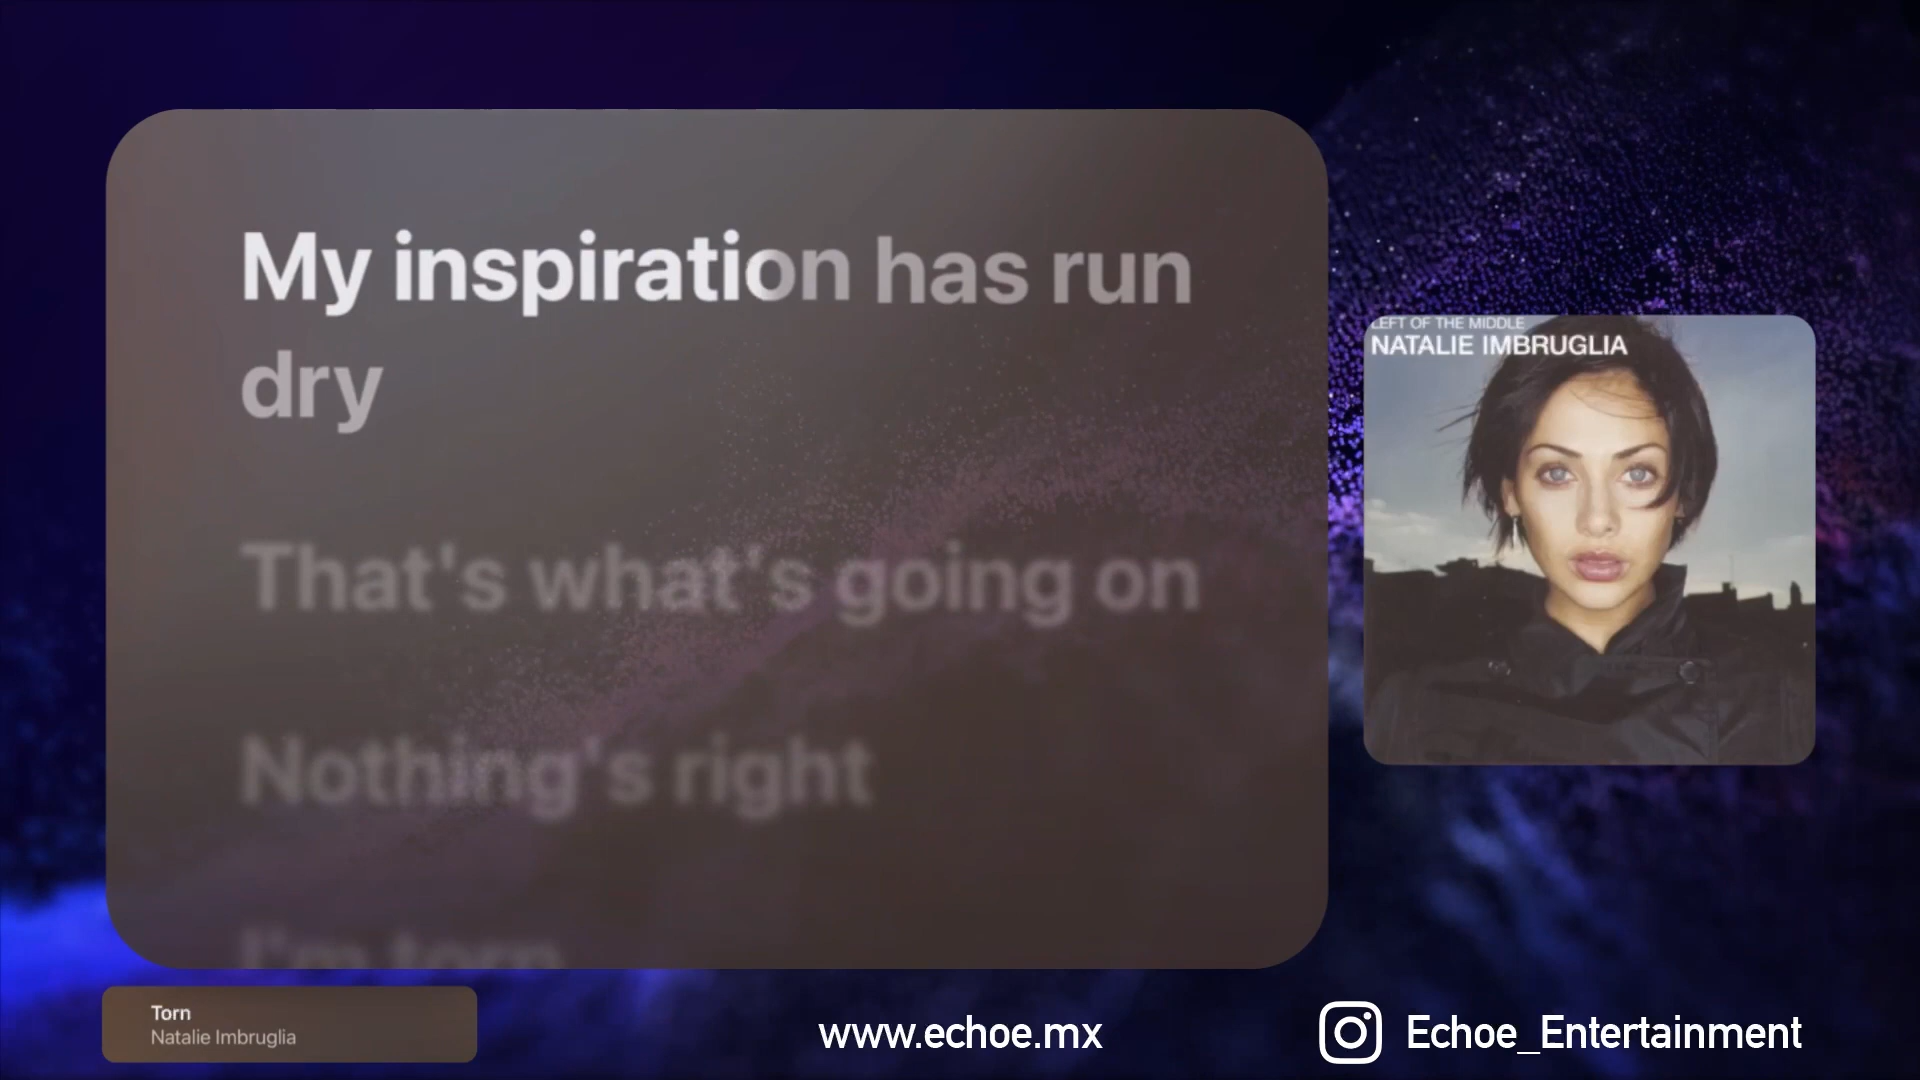 My inspiration has run
dry
That's what's going on
Nothing's right
I'm torn
LEFT OF THE MIDDLE
NATALIE IMBRUGLIA
Torn
Natalie Imbruglia
www.echoe.mx
Echoe_Entertainment